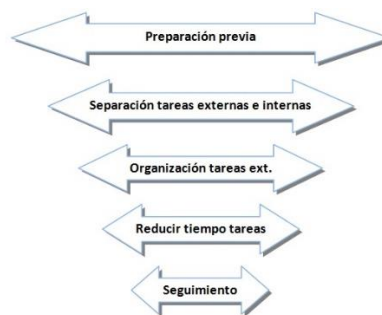 Preparación previa
Separación tareas externas e internas
Organización tareas ext.
Reducir tiempo tareas
Seguimiento